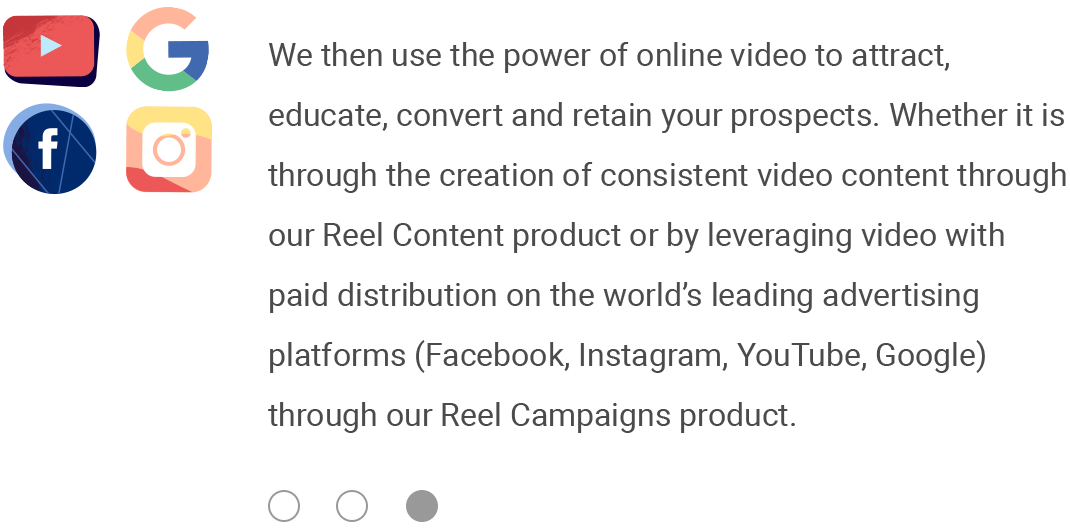 We then use the power of online video to attract,
educate, convert and retain your prospects. Whether it is
through the creation of consistent video content through
our Reel Content product or by leveraging video with
paid distribution on the world’s leading advertising
platforms (Facebook, Instagram, YouTube, Google)
through our Reel Campaigns product.